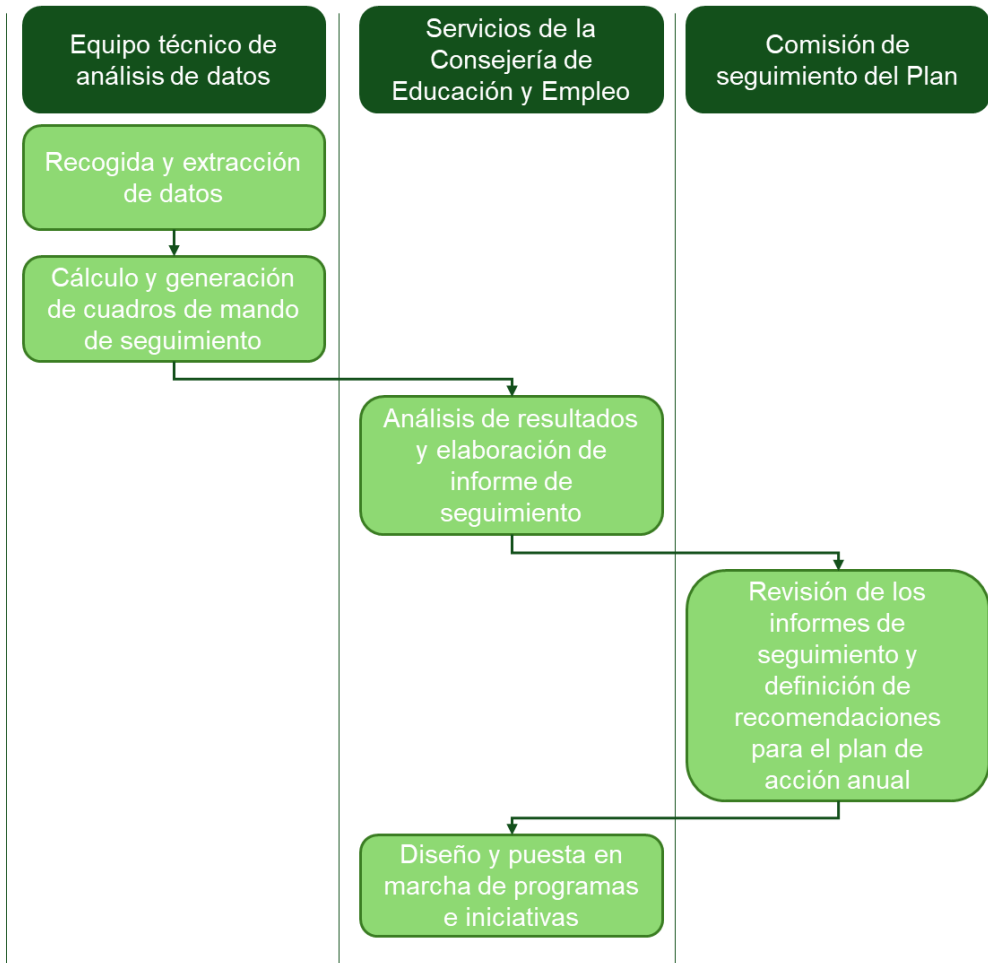 Equipo técnico de
análisis de datos
Servicios de la
Consejería de
Educación y Empleo
Comisión de
seguimiento del Plan
Recogida y extracción
de datos
Cálculo y generación
de cuadros de mando
de seguimiento
Análisis de resultados
y elaboración de
informe de
seguimiento
Revisión de los
informes de
seguimiento y
definición de
recomendaciones
para el plan de
acción anual
Diseño y puesta en
marcha de programas
e iniciativas